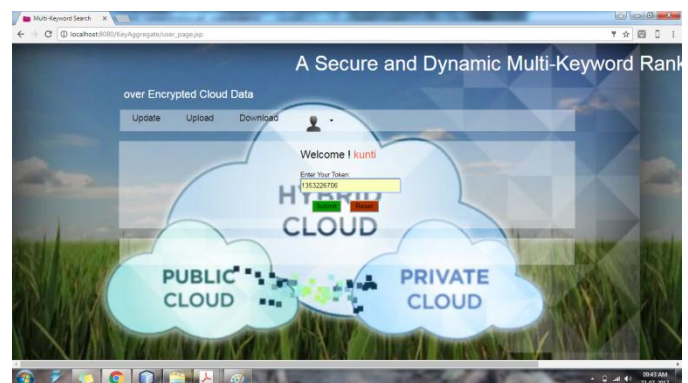 Multi-Keyword Search
localhost:8080/KeyAggregate/user_page.jsp
A Secure and Dynamic Multi-Keyword Rank
over Encrypted Cloud Data
Update Upload Download
Welcome ! kunti
Enter Your Token:
1353226706
Submit Reset
HYBRID
CLOUD
PUBLIC
CLOUD
PRIVATE
CLOUD
09:43 AM